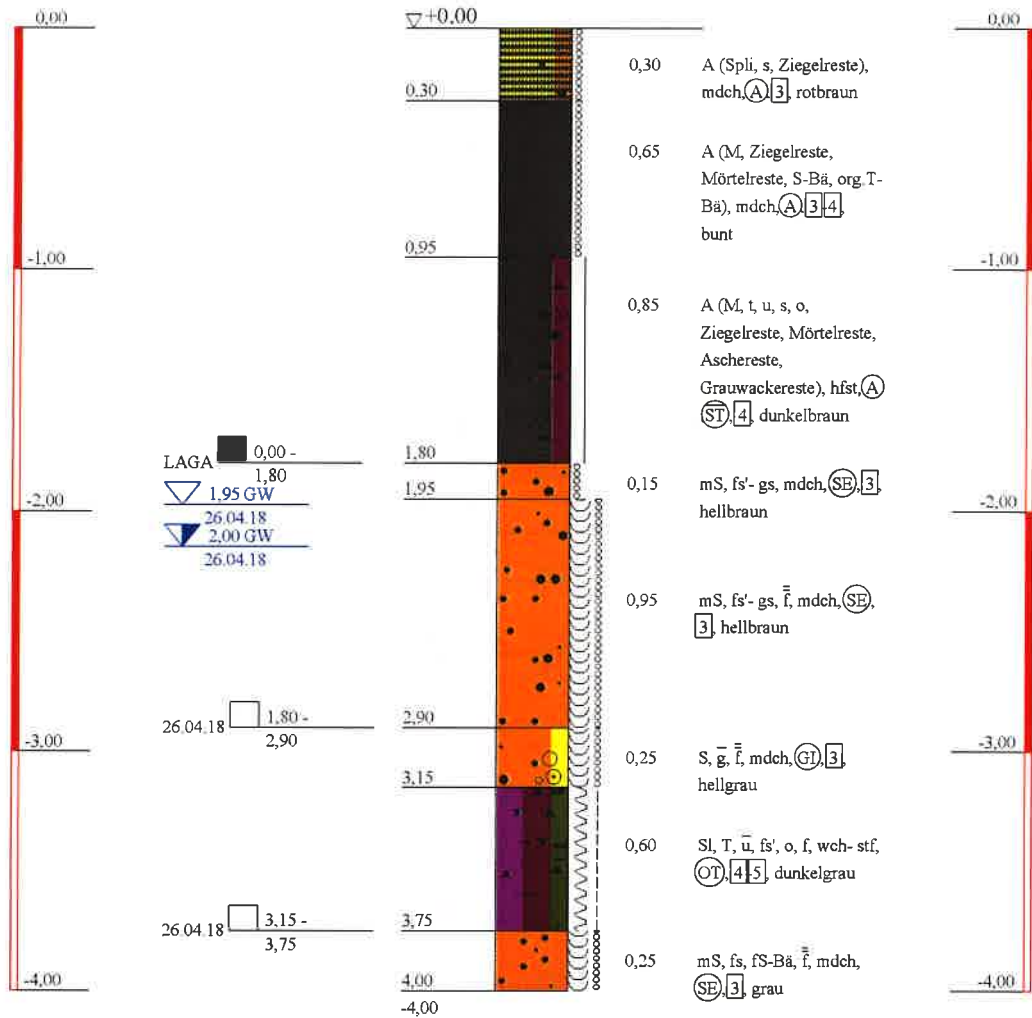 0,00
▽ +0,00
0,00
0,30 A (Spli, s, Ziegelreste),
mdch, (A) [3], rotbraun
0.30
0,65 A (M, Ziegelreste,
Mörtelreste, S-Bä, org.T-
Bä), mdch, (A) [3]-[4],
bunt
0,95
-1,00
-1,00
0,85 A (M, t, u, s, o,
Ziegelreste, Mörtelreste,
Aschereste,
Grauwackereste), hfst, (A)
(S̅T̅), [4], dunkelbraun
LAGA 0,00 -
1,80
1,80
0,15 mS, fs'- gs, mdch, (SE), [3],
hellbraun
1,95 GW
26.04.18
1,95
-2,00
-2,00
2,00 GW
26.04.18
0,95 mS, fs'- gs, f̿, mdch, (SE),
[3], hellbraun
26.04.18 1,80 -
2,90
2,90
-3,00
-3,00
0,25 S, g̅, f̿, mdch, (GI), [3],
hellgrau
3,15
0,60 Sl, T, u̅, fs', o, f, wch- stf,
(OT), [4]-[5], dunkelgrau
26.04.18 3,15 -
3,75
3,75
0,25 mS, fs, fS-Bä, f̿, mdch,
(SE), [3], grau
-4,00
4,00
-4,00
-4,00